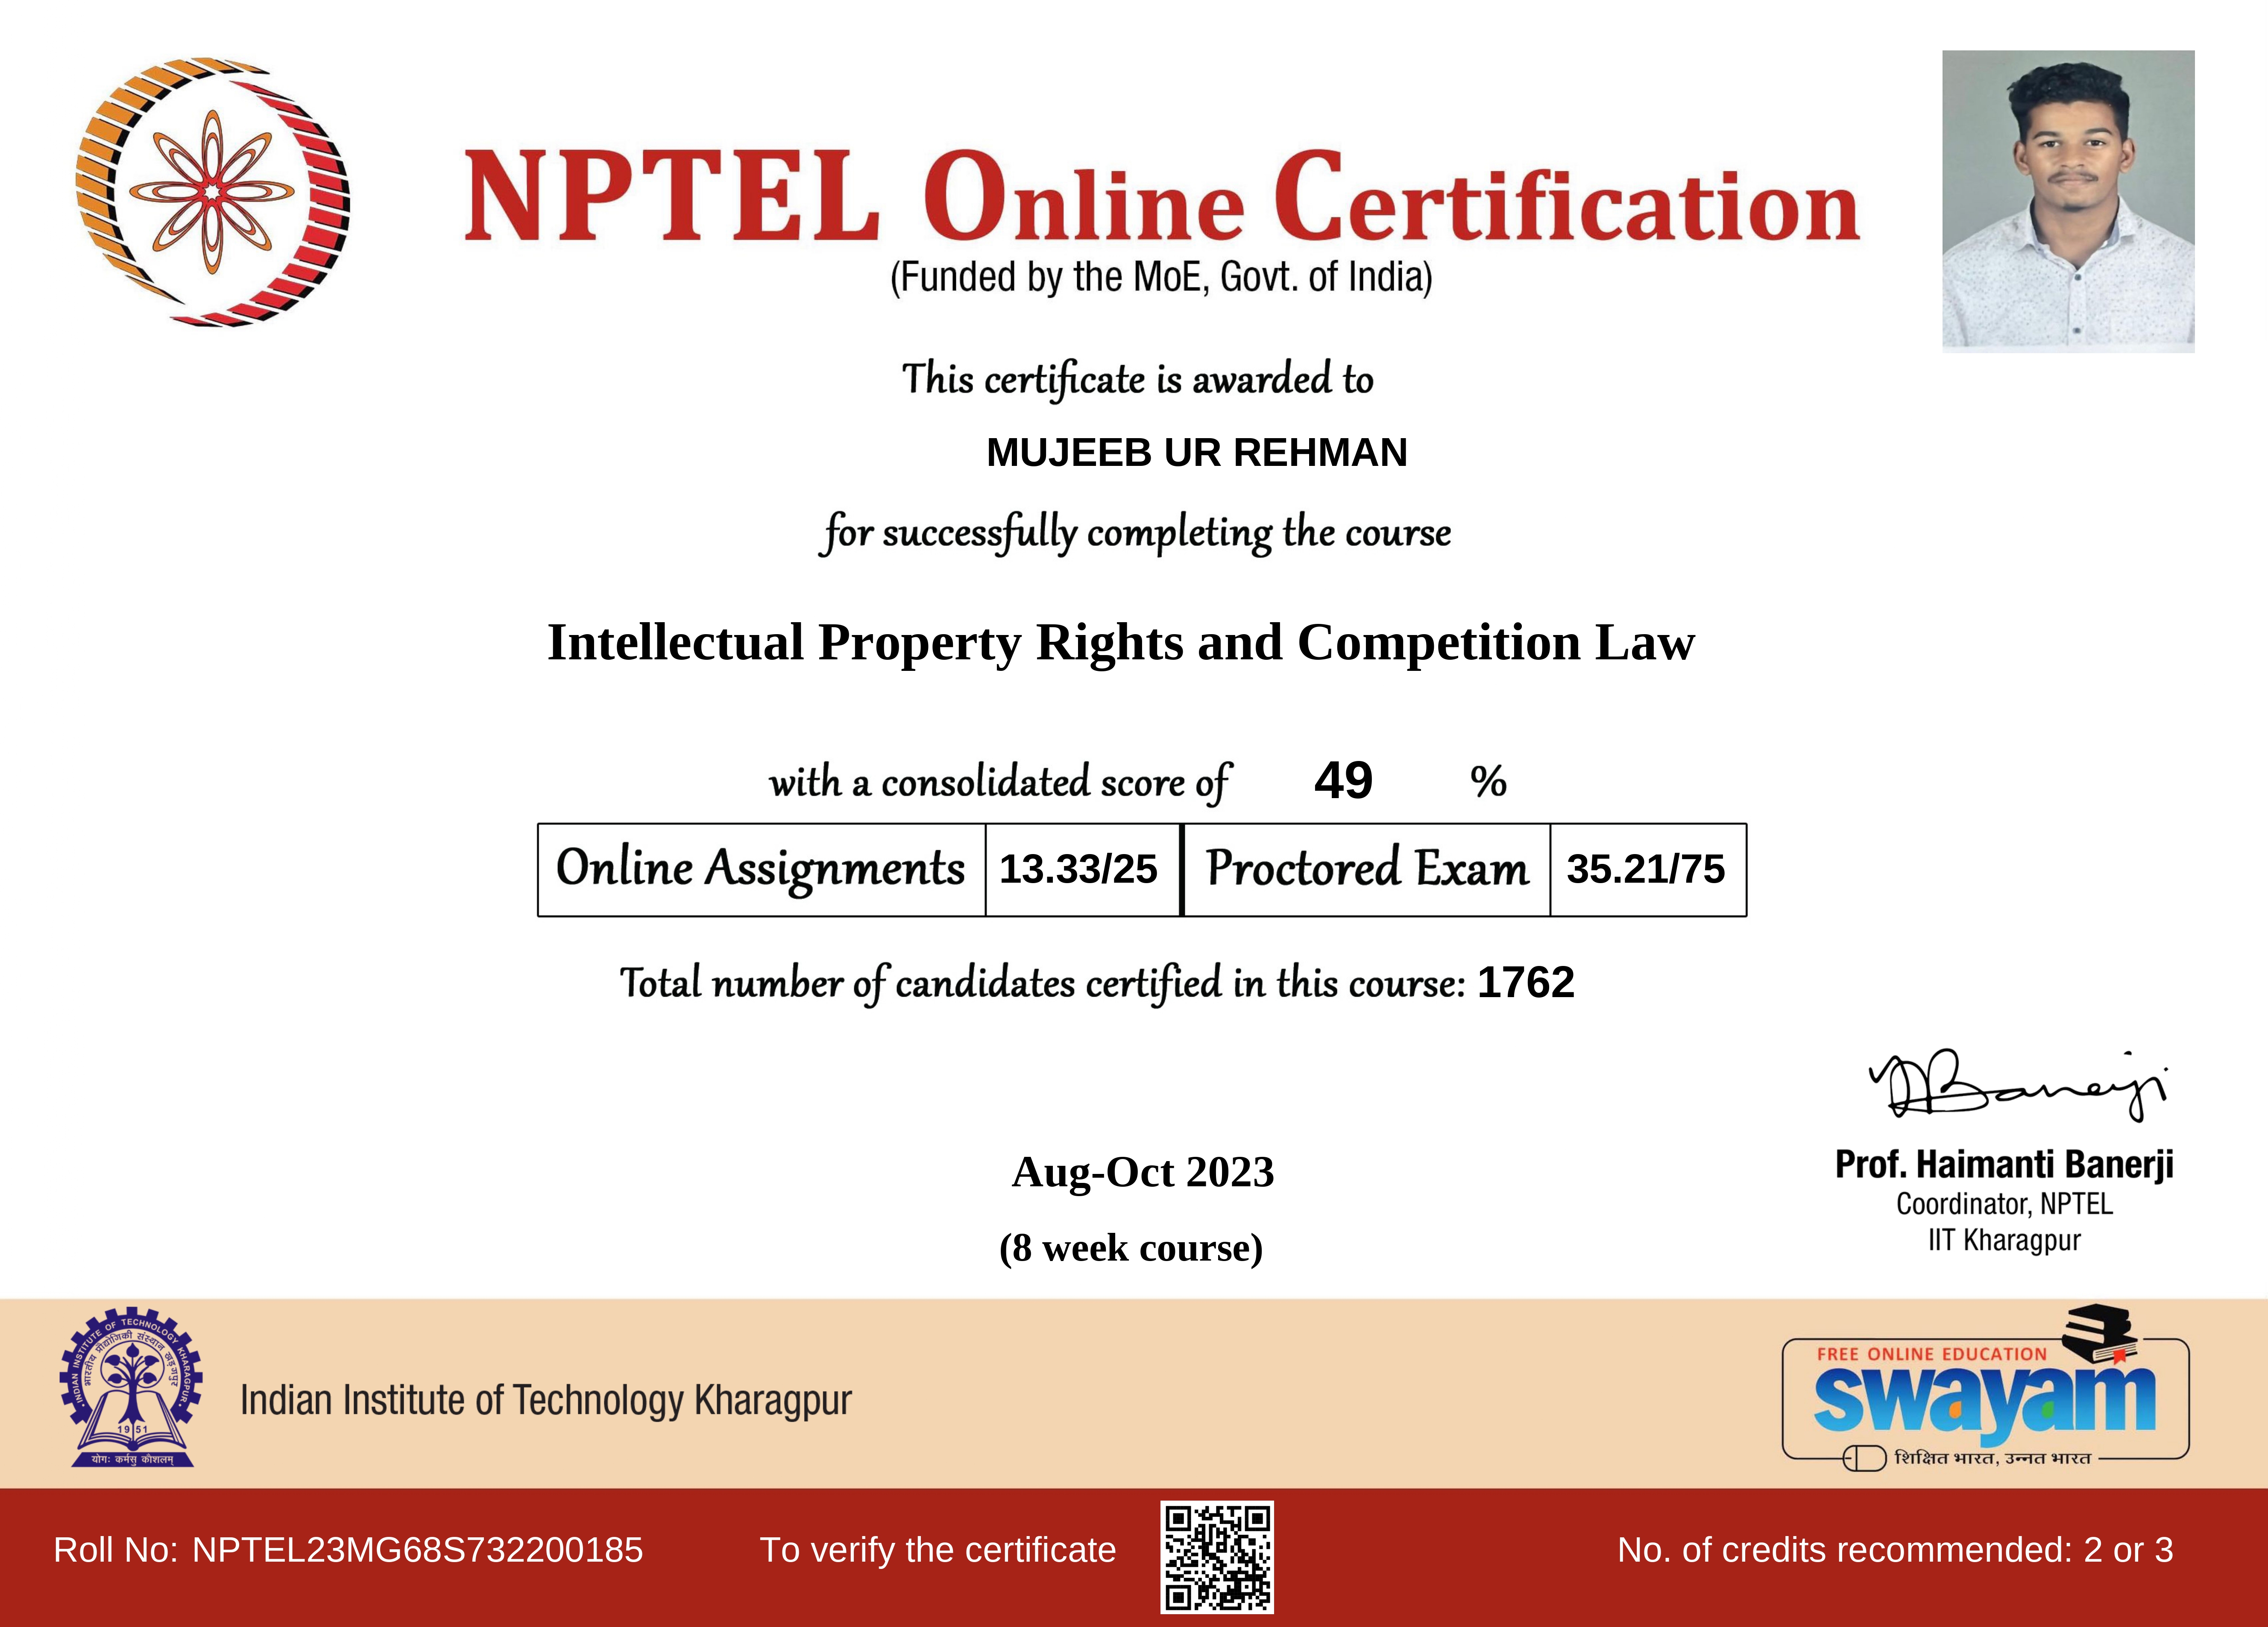 NPTEL Online Certification
(Funded by the MoE, Govt. of India)
This certificate is awarded to
MUJEEB UR REHMAN
for successfully completing the course
Intellectual Property Rights and Competition Law
with a consolidated score of 49 %
Online Assignments 13.33/25 Proctored Exam 35.21/75
Total number of candidates certified in this course: 1762
Banerji
Prof. Haimanti Banerji
Coordinator, NPTEL
IIT Kharagpur
Aug-Oct 2023
(8 week course)
INDIAN INSTITUTE OF TECHNOLOGY KHARAGPUR
भारतीय प्रौद्योगिकी संस्थान खड़गपुर
1951
योगः कर्मसु कौशलम्
Indian Institute of Technology Kharagpur
FREE ONLINE EDUCATION
swayam
शिक्षित भारत, उन्नत भारत
Roll No: NPTEL23MG68S732200185
To verify the certificate
No. of credits recommended: 2 or 3